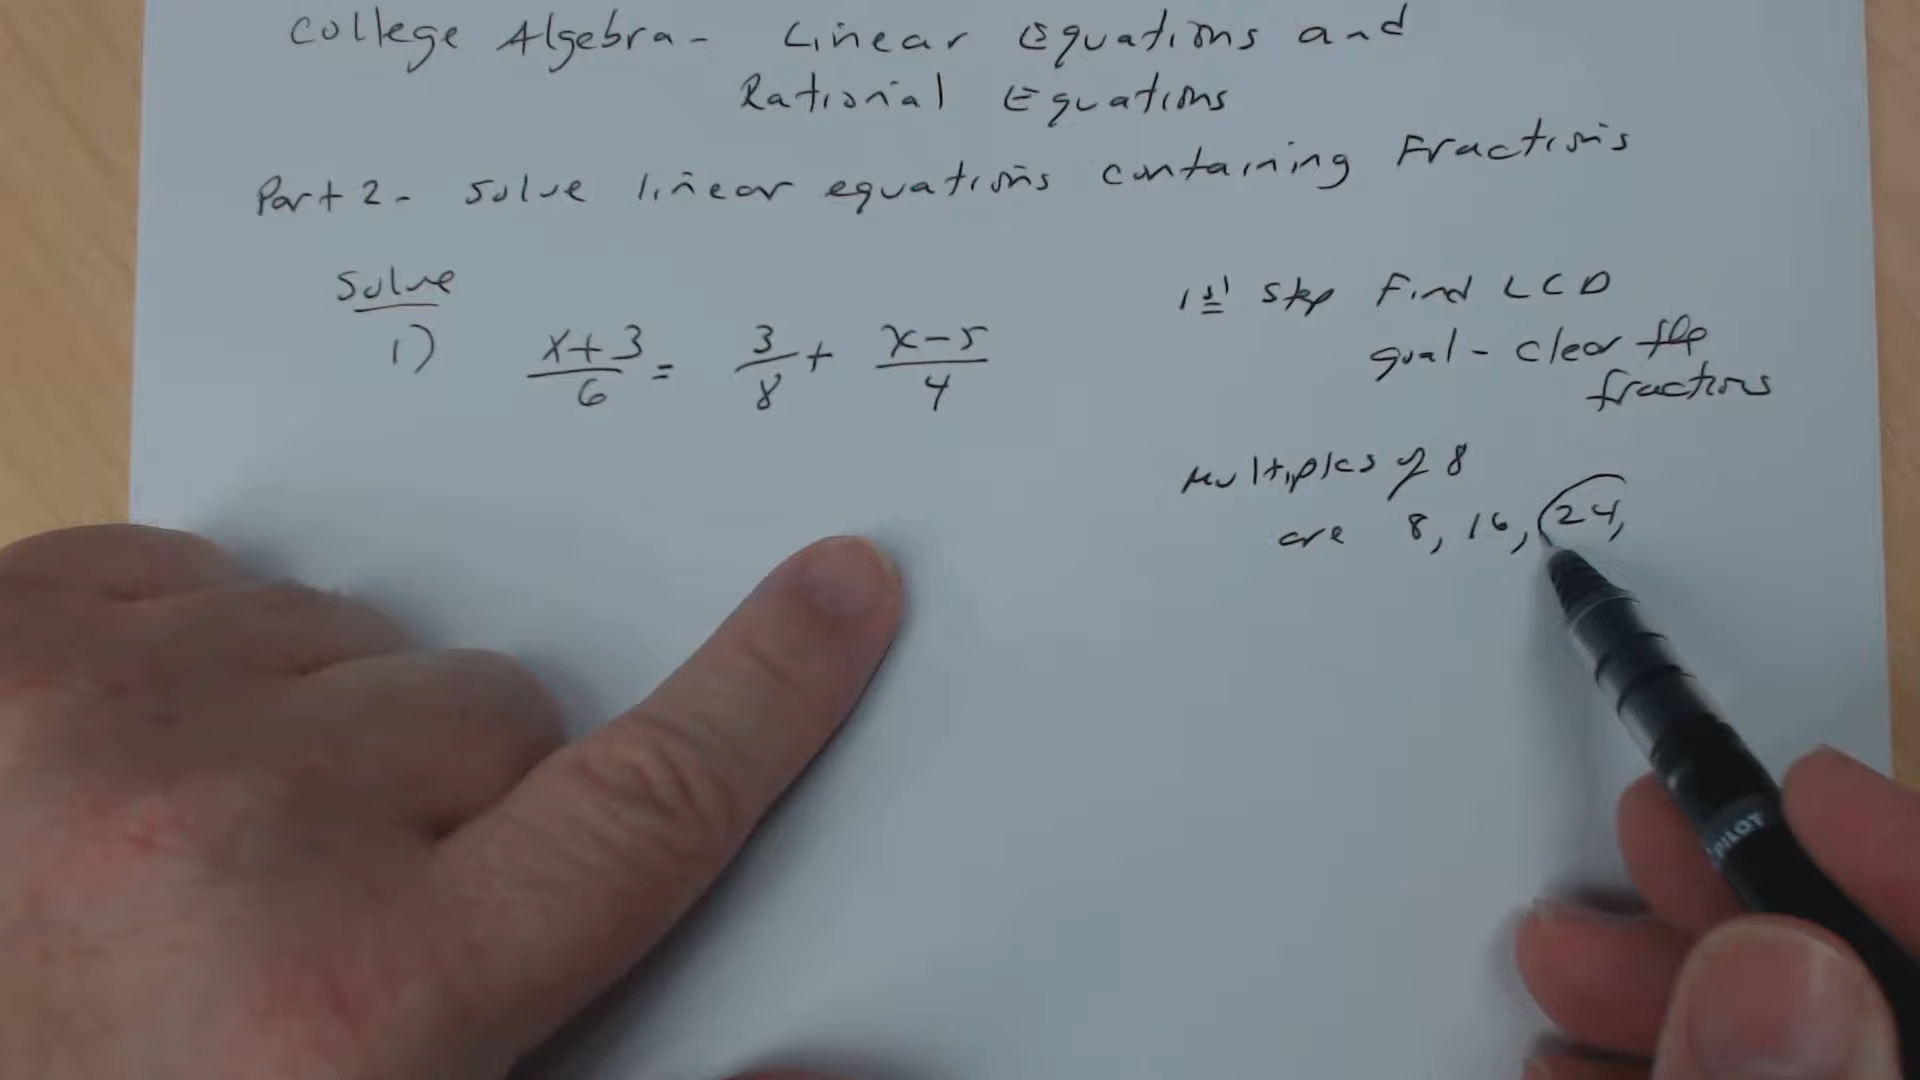 College Algebra - Linear Equations and
Rational Equations
Part 2 - Solve linear equations containing Fractions
Solve
1) x+3/6 = 3/8 + x-5/4
1st Step Find LCD
goal - clear the
fractions
Multiples of 8
are 8, 16, 24,
PILOT